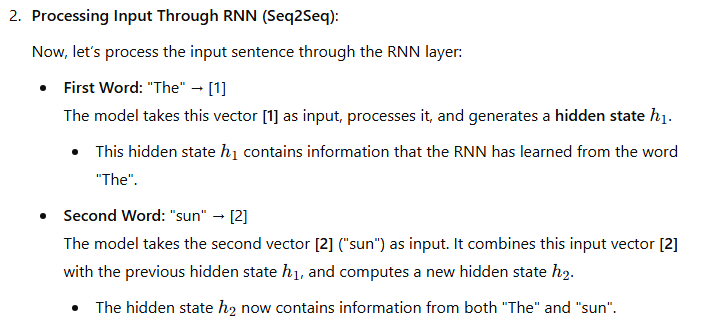 2. Processing Input Through RNN (Seq2Seq):
Now, let's process the input sentence through the RNN layer:
• First Word: "The" → [1]
The model takes this vector [1] as input, processes it, and generates a hidden state h₁.
• This hidden state h₁ contains information that the RNN has learned from the word
"The".
• Second Word: "sun" → [2]
The model takes the second vector [2] ("sun") as input. It combines this input vector [2]
with the previous hidden state h₁, and computes a new hidden state h₂.
• The hidden state h₂ now contains information from both "The" and "sun".